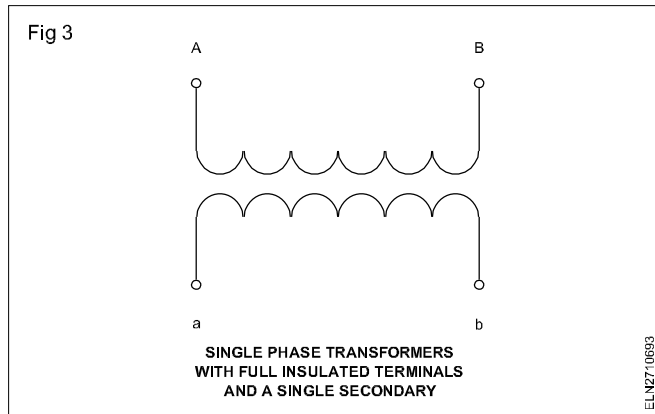 Fig 3
A B
a b
SINGLE PHASE TRANSFORMERS
WITH FULL INSULATED TERMINALS
AND A SINGLE SECONDARY
ELN2710693